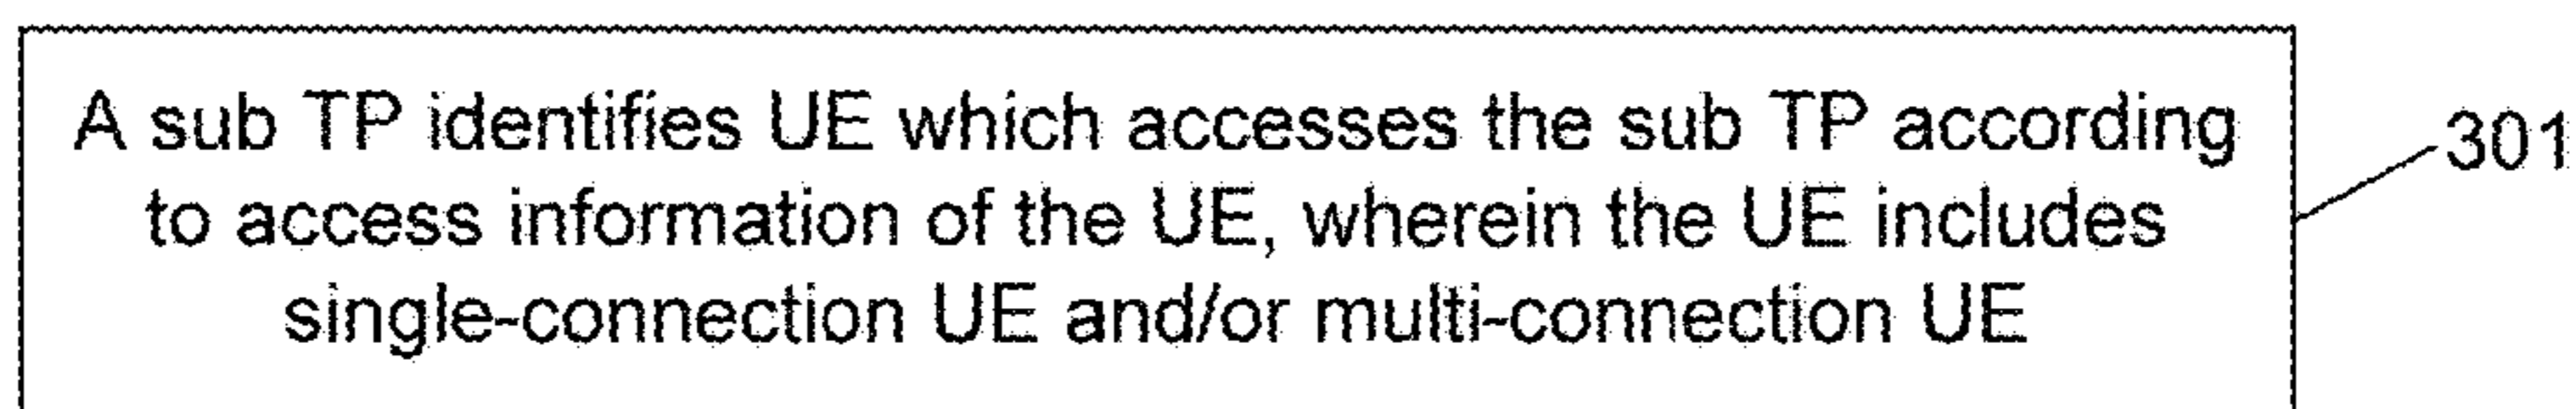 A sub TP identifies UE which accesses the sub TP according
to access information of the UE, wherein the UE includes
single-connection UE and/or multi-connection UE
301